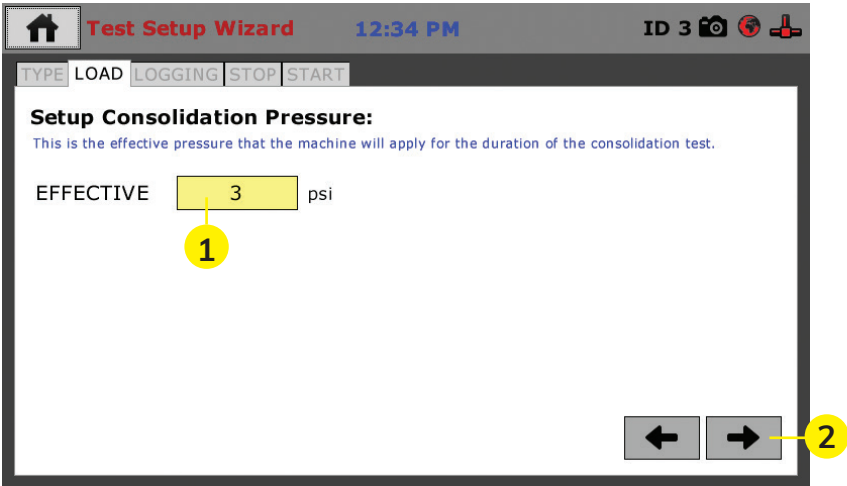 Test Setup Wizard 12:34 PM ID 3
TYPE LOAD LOGGING STOP START
Setup Consolidation Pressure:
This is the effective pressure that the machine will apply for the duration of the consolidation test.
EFFECTIVE 3 psi
1
2